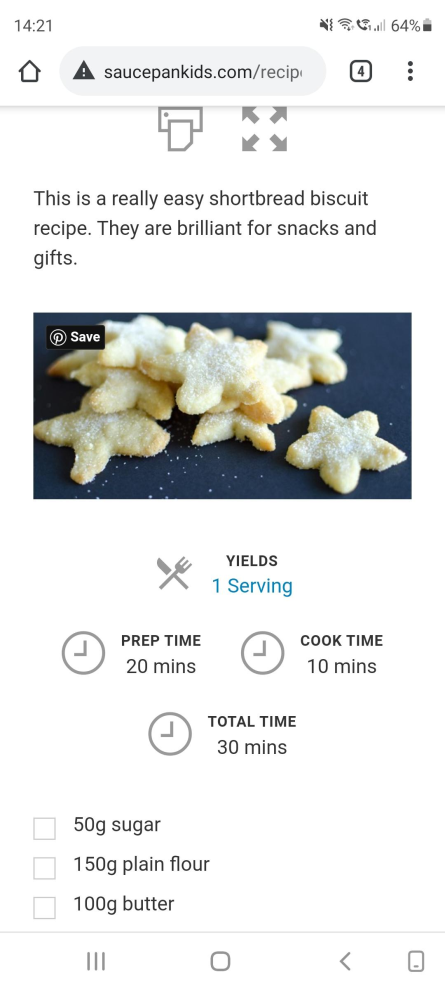 14:21
64%
saucepankids.com/recip
4
This is a really easy shortbread biscuit
recipe. They are brilliant for snacks and
gifts.
Save
YIELDS
1 Serving
PREP TIME
20 mins
COOK TIME
10 mins
TOTAL TIME
30 mins
50g sugar
150g plain flour
100g butter